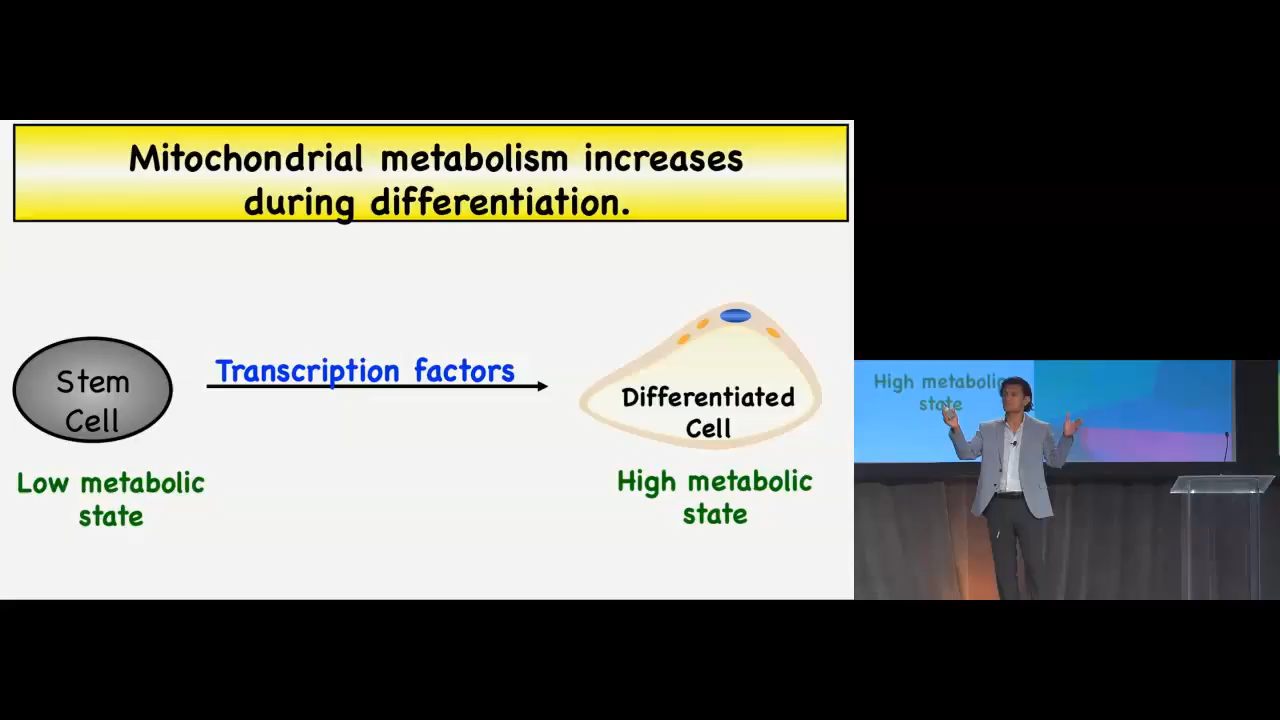 Mitochondrial metabolism increases
during differentiation.
Stem
Cell
Transcription factors
Differentiated
Cell
Low metabolic
state
High metabolic
state
High metabolic
state